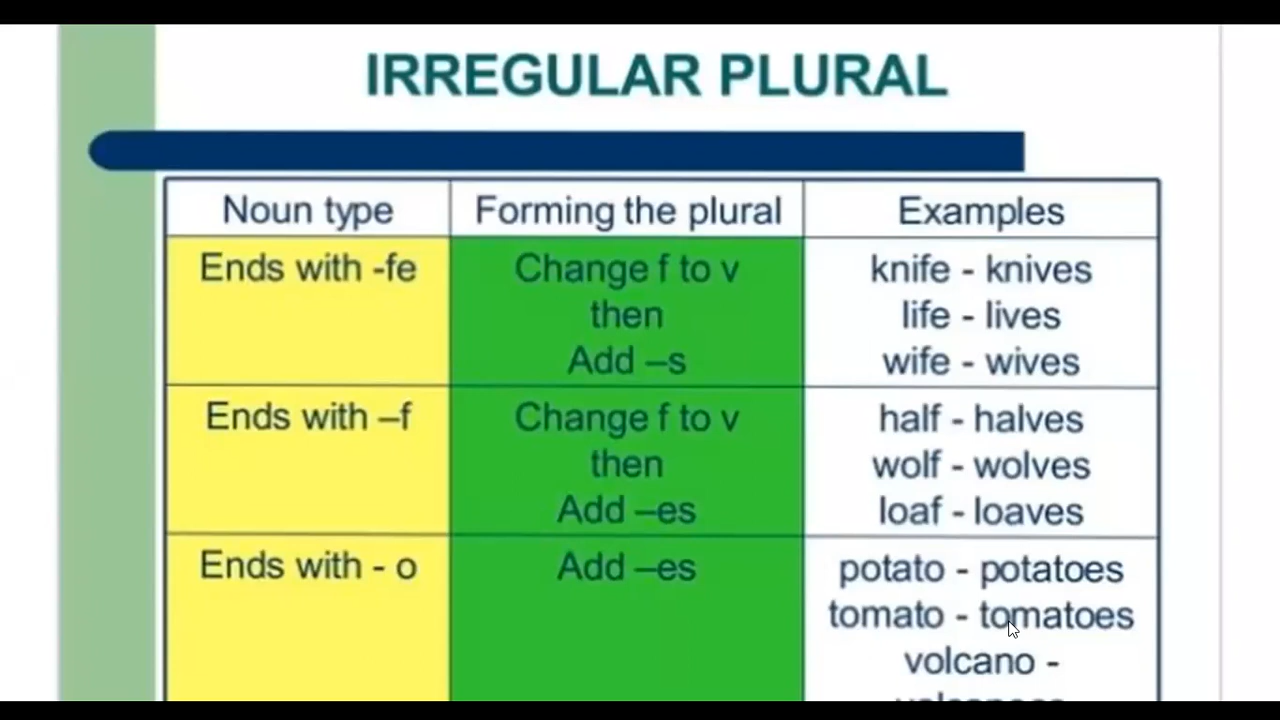 IRREGULAR PLURAL
Noun type
Forming the plural
Examples
Ends with -fe
Change f to v
then
Add –s
knife - knives
life - lives
wife - wives
Ends with –f
Change f to v
then
Add –es
half - halves
wolf - wolves
loaf - loaves
Ends with - o
Add –es
potato - potatoes
tomato - tomatoes
volcano -